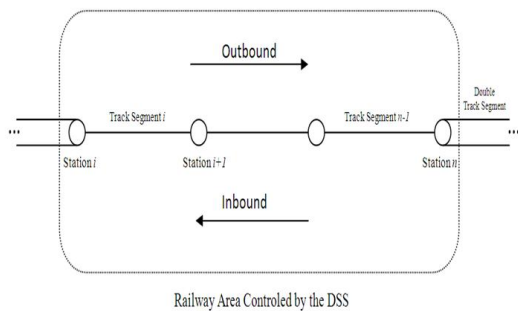 Outbound
Double
Track Segment
Track Segment i
Track Segment n-1
...
...
Station i
Station i+1
Station n
Inbound
Railway Area Controled by the DSS